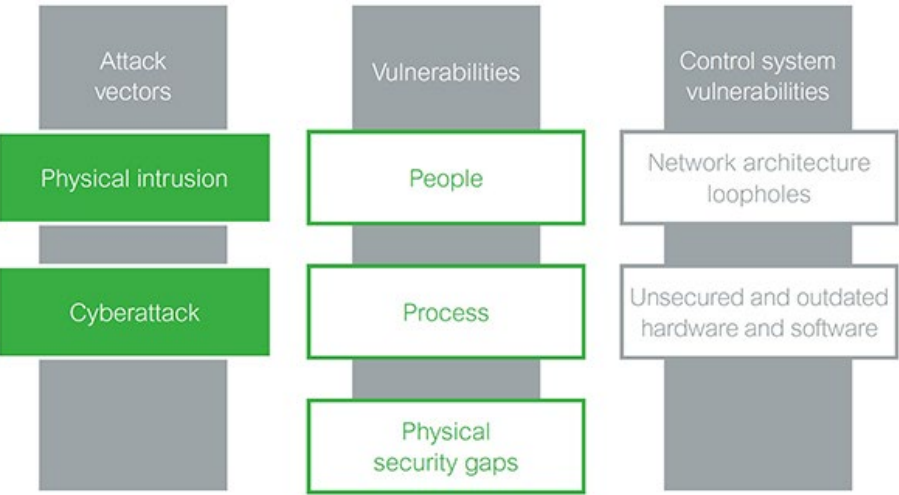 Attack
vectors
Physical intrusion
Cyberattack
Vulnerabilities
People
Process
Physical
security gaps
Control system
vulnerabilities
Network architecture
loopholes
Unsecured and outdated
hardware and software